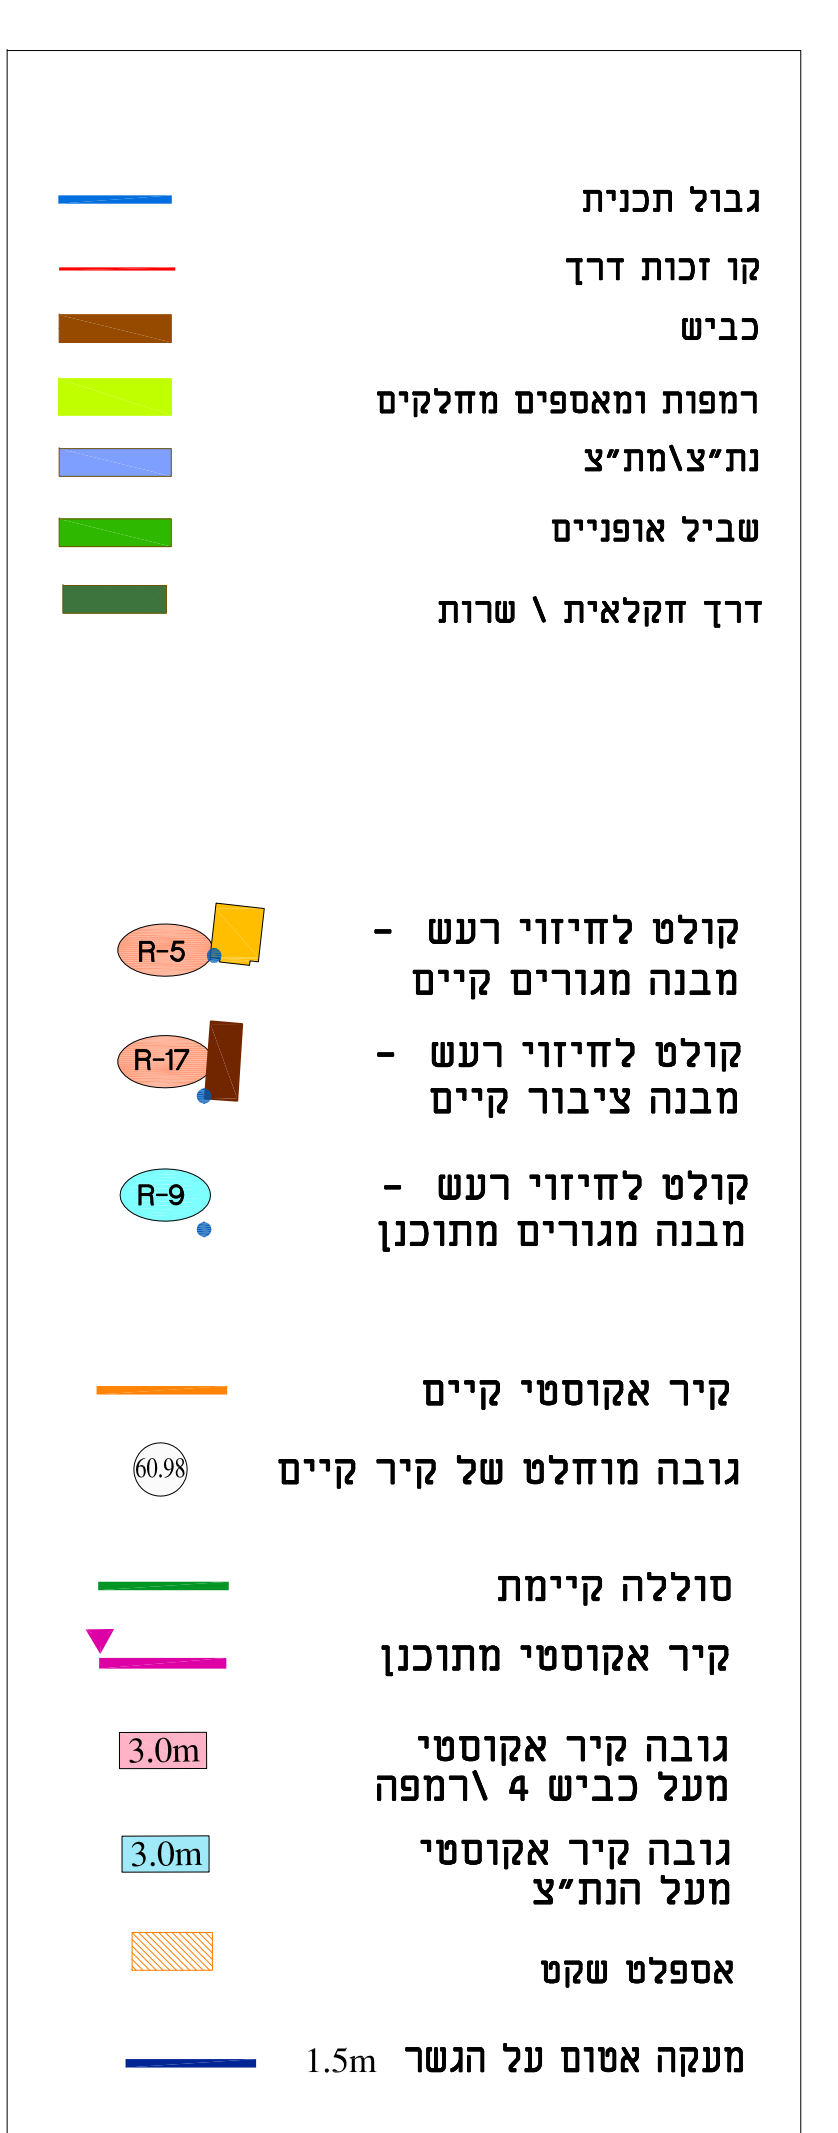 גבול תכנית
קו זכות דרך
כביש
רמפות ומאספים מחלקים
נת״צ\מת״צ
שביל אופניים
דרך חקלאית \ שרות
קולט לחיזוי רעש -
R-5
מבנה מגורים קיים
קולט לחיזוי רעש -
R-17
מבנה ציבור קיים
קולט לחיזוי רעש -
R-9
מבנה מגורים מתוכנן
קיר אקוסטי קיים
גובה מוחלט של קיר קיים 60.98
סוללה קיימת
קיר אקוסטי מתוכנן
גובה קיר אקוסטי 3.0m
מעל כביש 4 \רמפה
גובה קיר אקוסטי 3.0m
מעל הנת״צ
אספלט שקט
מעקה אטום על הגשר 1.5m